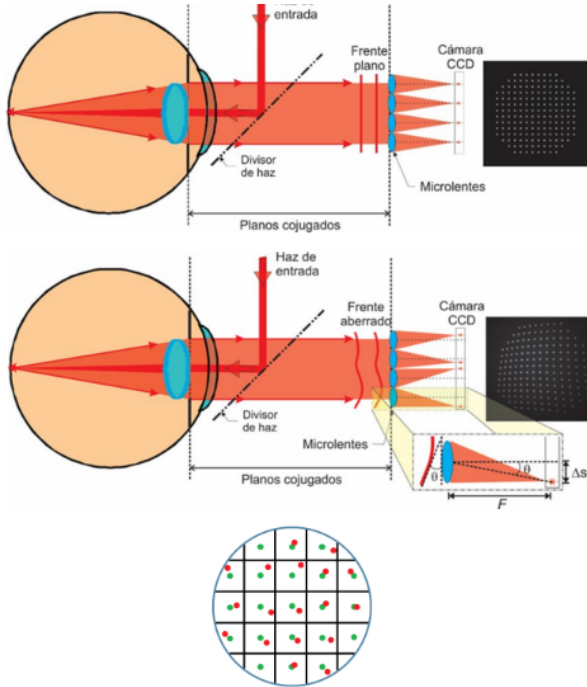 Haz de
entrada
Frente
plano
Cámara
CCD
Divisor
de haz
Microlentes
Planos cojugados
Haz de
entrada
Frente
aberrado
Cámara
CCD
Divisor
de haz
Microlentes
Planos cojugados
θ
θ
Δs
F